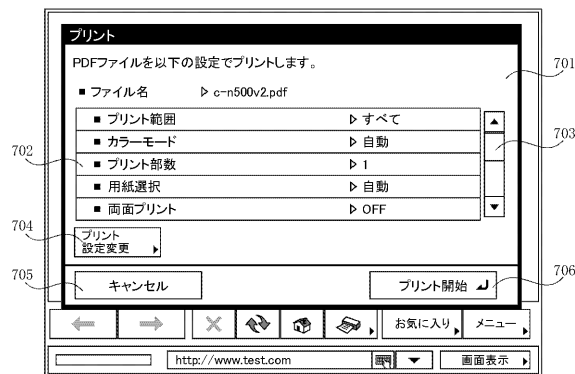 プリント
PDFファイルを以下の設定でプリントします。
701
■ ファイル名 ▷ c-n500v2.pdf
■ プリント範囲 ▷ すべて
703
■ カラーモード ▷ 自動
702
■ プリント部数 ▷ 1
■ 用紙選択 ▷ 自動
■ 両面プリント ▷ OFF
704
プリント
設定変更
705
キャンセル
プリント開始
706
お気に入り
メニュー
http://www.test.com
画面表示